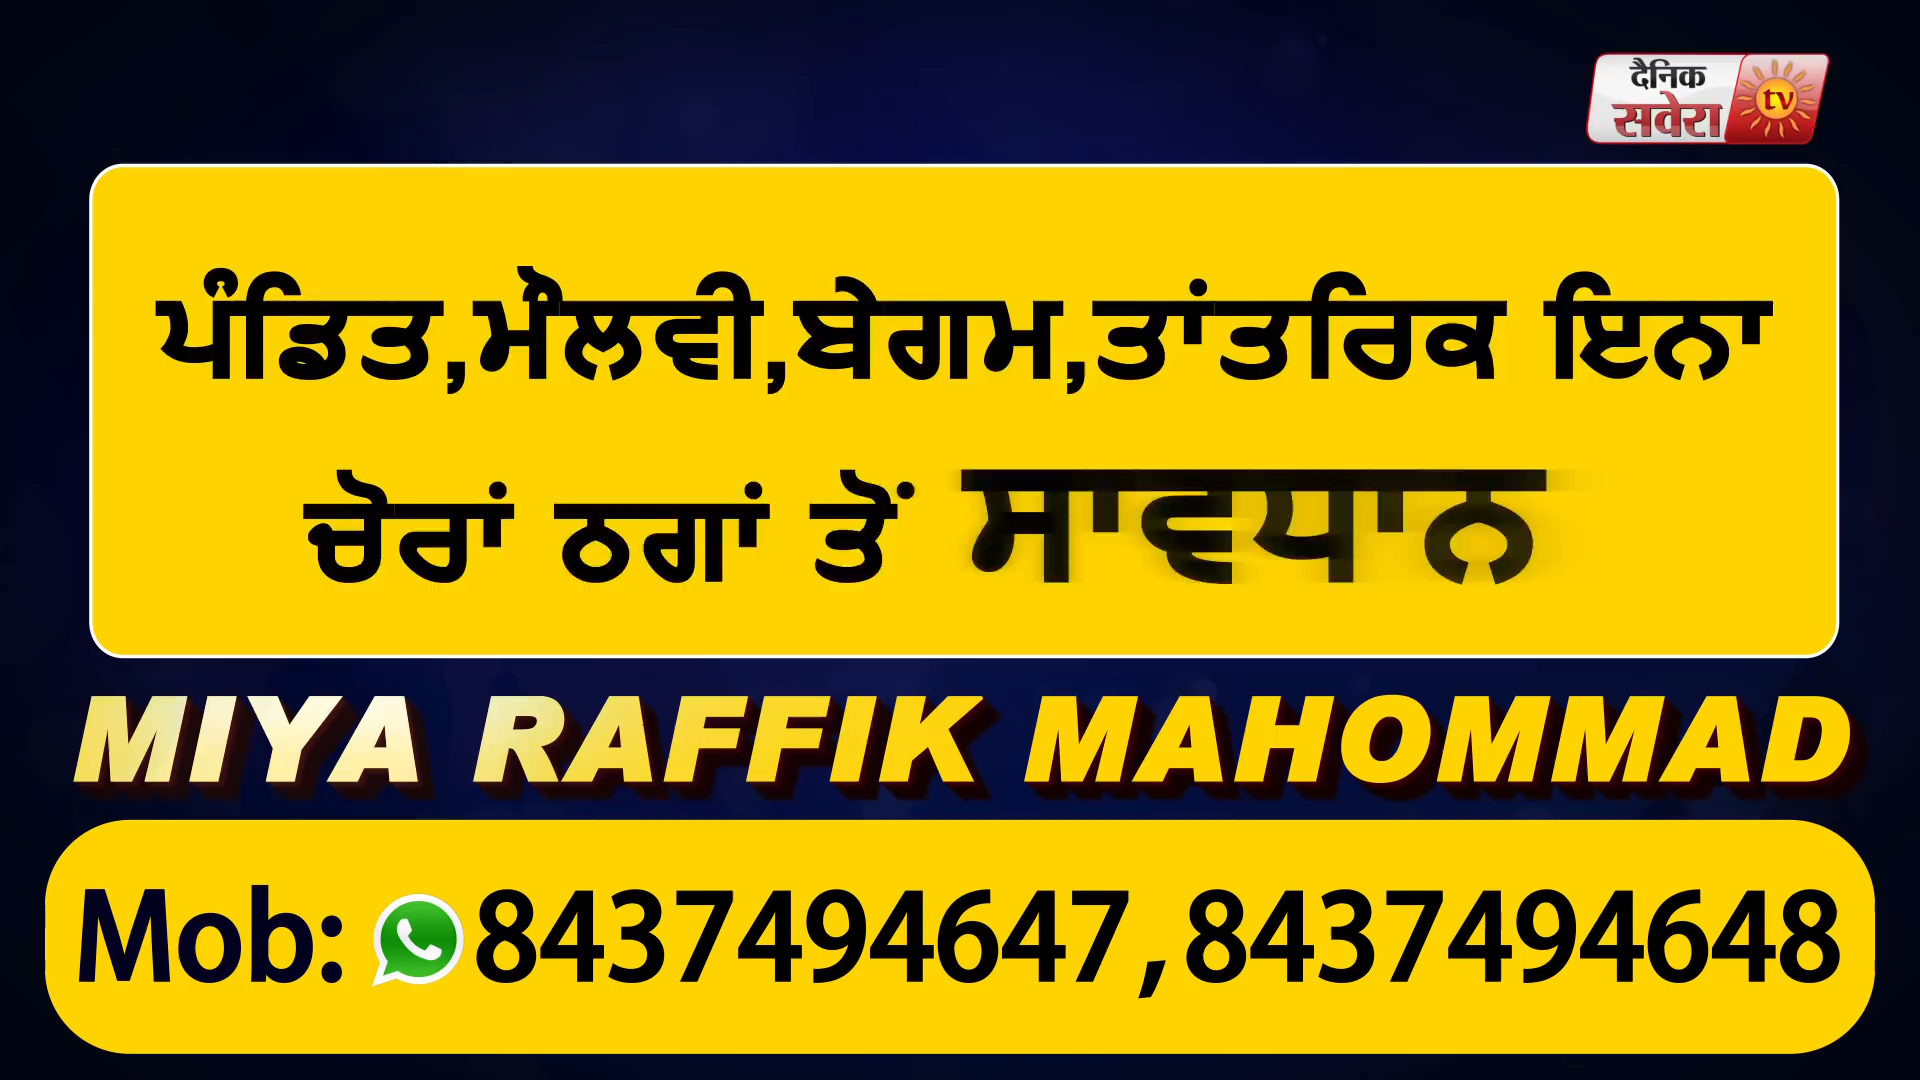 दैनिक
सवेरा tv
ਪੰਡਿਤ,ਮੌਲਵੀ,ਬੇਗਮ,ਤਾਂਤਰਿਕ ਇਨਾ
ਚੋਰਾਂ ਠਗਾਂ ਤੋਂ ਸਾਵਧਾਨ
MIYA RAFFIK MAHOMMAD
Mob: 8437494647,8437494648